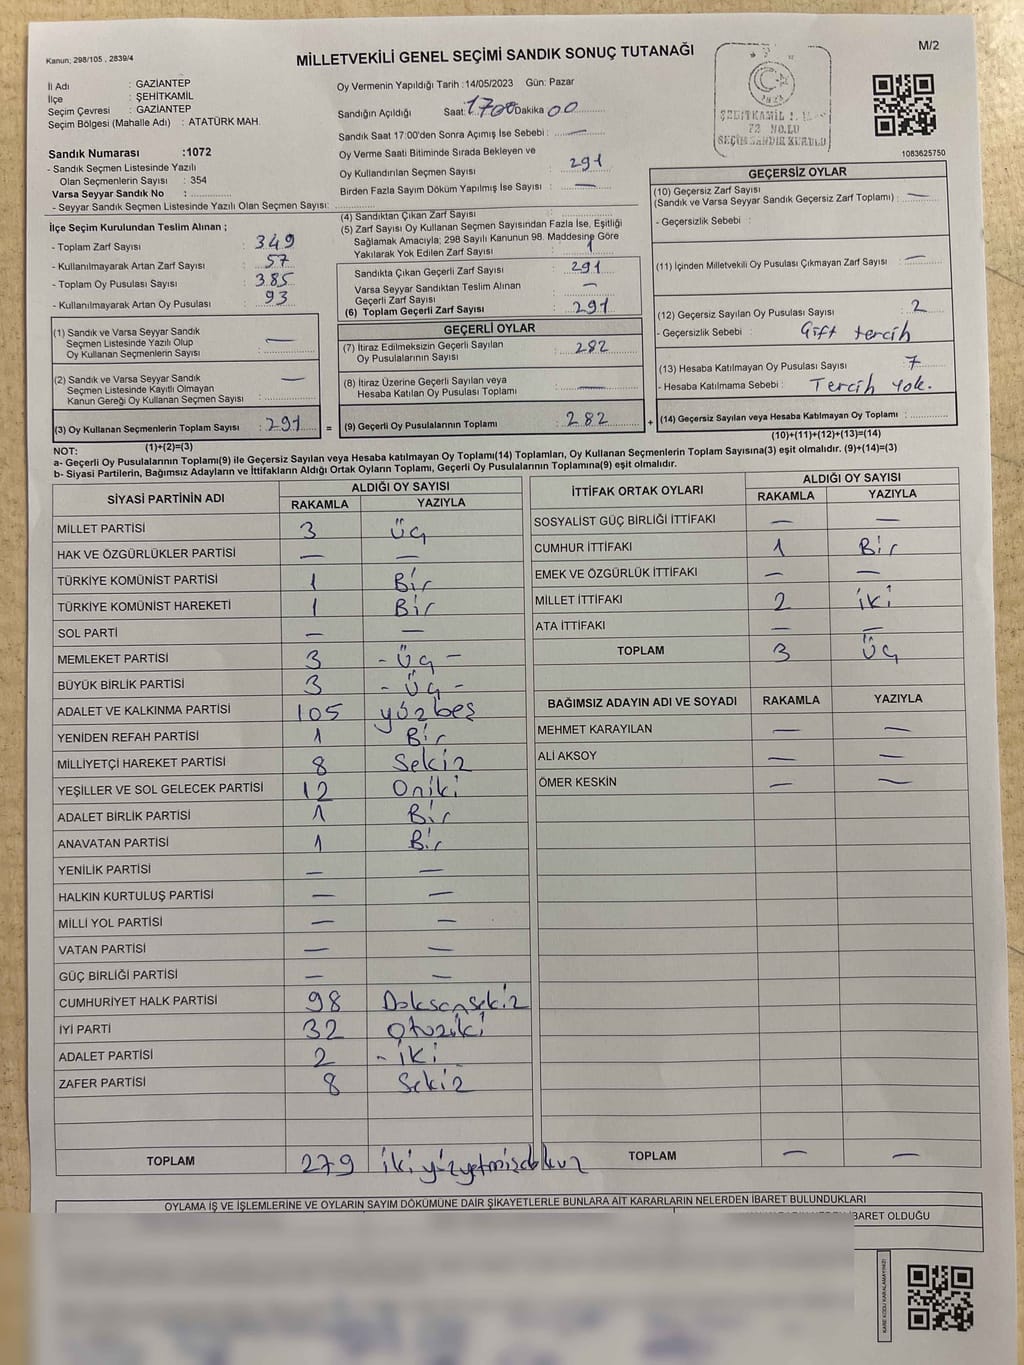 Kanun, 298/105 , 2839/4
MİLLETVEKİLİ GENEL SEÇİMİ SANDIK SONUÇ TUTANAĞI
M/2
İl Adı : GAZİANTEP
İlçe : ŞEHİTKAMİL
Seçim Çevresi : GAZİANTEP
Seçim Bölgesi (Mahalle Adı) : ATATÜRK MAH.
Sandık Numarası :1072
- Sandık Seçmen Listesinde Yazılı
Olan Seçmenlerin Sayısı : 354
Varsa Seyyar Sandık No :
- Seyyar Sandık Seçmen Listesinde Yazılı Olan Seçmen Sayısı:
Oy Vermenin Yapıldığı Tarih :14/05/2023 Gün: Pazar
Sandığın Açıldığı Saat: 1700 Dakika 00
Sandık Saat 17:00'den Sonra Açımış İse Sebebi : —
Oy Verme Saati Bitiminde Sırada Bekleyen ve
Oy Kullandırılan Seçmen Sayısı : 291
Birden Fazla Sayım Döküm Yapılmış İse Sayısı : —
ŞEHİTKAMİL
NO.LU
SEÇİM SANDIK KURULU
1083625750
İlçe Seçim Kurulundan Teslim Alınan ;
- Toplam Zarf Sayısı : 349
- Kullanılmayarak Artan Zarf Sayısı : 57
- Toplam Oy Pusulası Sayısı : 385
- Kullanılmayarak Artan Oy Pusulası : 93
(4) Sandıktan Çıkan Zarf Sayısı :
(5) Zarf Sayısı Oy Kullanan Seçmen Sayısından Fazla İse, Eşitliği
Sağlamak Amacıyla; 298 Sayılı Kanunun 98. Maddesine Göre
Yakılarak Yok Edilen Zarf Sayısı : 1
Sandıkta Çıkan Geçerli Zarf Sayısı : 291
Varsa Seyyar Sandıktan Teslim Alınan
Geçerli Zarf Sayısı : —
(6) Toplam Geçerli Zarf Sayısı : 291
GEÇERSİZ OYLAR
(10) Geçersiz Zarf Sayısı
(Sandık ve Varsa Seyyar Sandık Geçersiz Zarf Toplamı) : —
- Geçersizlik Sebebi :
(11) İçinden Milletvekili Oy Pusulası Çıkmayan Zarf Sayısı : —
(12) Geçersiz Sayılan Oy Pusulası Sayısı : 2
- Geçersizlik Sebebi : Çift tercih
(13) Hesaba Katılmayan Oy Pusulası Sayısı : 7
- Hesaba Katılmama Sebebi : Tercih yok.
(14) Geçersiz Sayılan veya Hesaba Katılmayan Oy Toplamı :
(10)+(11)+(12)+(13)=(14)
(1) Sandık ve Varsa Seyyar Sandık
Seçmen Listesinde Yazılı Olup
Oy Kullanan Seçmenlerin Sayısı : —
(2) Sandık ve Varsa Seyyar Sandık
Seçmen Listesinde Kayıtlı Olmayan
Kanun Gereği Oy Kullanan Seçmen Sayısı : —
(3) Oy Kullanan Seçmenlerin Toplam Sayısı : 291 =
(1)+(2)=(3)
GEÇERLİ OYLAR
(7) İtiraz Edilmeksizin Geçerli Sayılan
Oy Pusulalarının Sayısı : 282
(8) İtiraz Üzerine Geçerli Sayılan veya
Hesaba Katılan Oy Pusulası Toplamı : —
(9) Geçerli Oy Pusulalarının Toplamı : 282 +
NOT:
a- Geçerli Oy Pusulalarının Toplamı(9) ile Geçersiz Sayılan veya Hesaba katılmayan Oy Toplamı(14) Toplamları, Oy Kullanan Seçmenlerin Toplam Sayısına(3) eşit olmalıdır. (9)+(14)=(3)
b- Siyasi Partilerin, Bağımsız Adayların ve İttifakların Aldığı Ortak Oyların Toplamı, Geçerli Oy Pusulalarının Toplamına(9) eşit olmalıdır.
SİYASİ PARTİNİN ADI ALDIĞI OY SAYISI
RAKAMLA YAZIYLA
MİLLET PARTİSİ 3 üç
HAK VE ÖZGÜRLÜKLER PARTİSİ — —
TÜRKİYE KOMÜNİST PARTİSİ 1 Bir
TÜRKİYE KOMÜNİST HAREKETİ 1 Bir
SOL PARTİ — —
MEMLEKET PARTİSİ 3 - üç -
BÜYÜK BİRLİK PARTİSİ 3 - üç -
ADALET VE KALKINMA PARTİSİ 105 yüzbeş
YENİDEN REFAH PARTİSİ 1 Bir
MİLLİYETÇİ HAREKET PARTİSİ 8 Sekiz
YEŞİLLER VE SOL GELECEK PARTİSİ 12 Oniki
ADALET BİRLİK PARTİSİ 1 Bir
ANAVATAN PARTİSİ 1 Bir
YENİLİK PARTİSİ — —
HALKIN KURTULUŞ PARTİSİ — —
MİLLİ YOL PARTİSİ — —
VATAN PARTİSİ — —
GÜÇ BİRLİĞİ PARTİSİ — —
CUMHURİYET HALK PARTİSİ 98 Doksansekiz
İYİ PARTİ 32 otuziki
ADALET PARTİSİ 2 - iki
ZAFER PARTİSİ 8 Sekiz
TOPLAM 279 ikiyüzyetmişdokuz
İTTİFAK ORTAK OYLARI ALDIĞI OY SAYISI
RAKAMLA YAZIYLA
SOSYALİST GÜÇ BİRLİĞİ İTTİFAKI — —
CUMHUR İTTİFAKI 1 Bir
EMEK VE ÖZGÜRLÜK İTTİFAKI — —
MİLLET İTTİFAKI 2 iki
ATA İTTİFAKI — —
TOPLAM 3 üç
BAĞIMSIZ ADAYIN ADI VE SOYADI RAKAMLA YAZIYLA
MEHMET KARAYILAN — —
ALİ AKSOY — —
ÖMER KESKİN — —
TOPLAM — —
OYLAMA İŞ VE İŞLEMLERİNE VE OYLARIN SAYIM DÖKÜMÜNE DAİR ŞİKAYETLERLE BUNLARA AİT KARARLARIN NELERDEN İBARET BULUNDUKLARI
İBARET OLDUĞU
KARE KODU KARALAMAYINIZ!